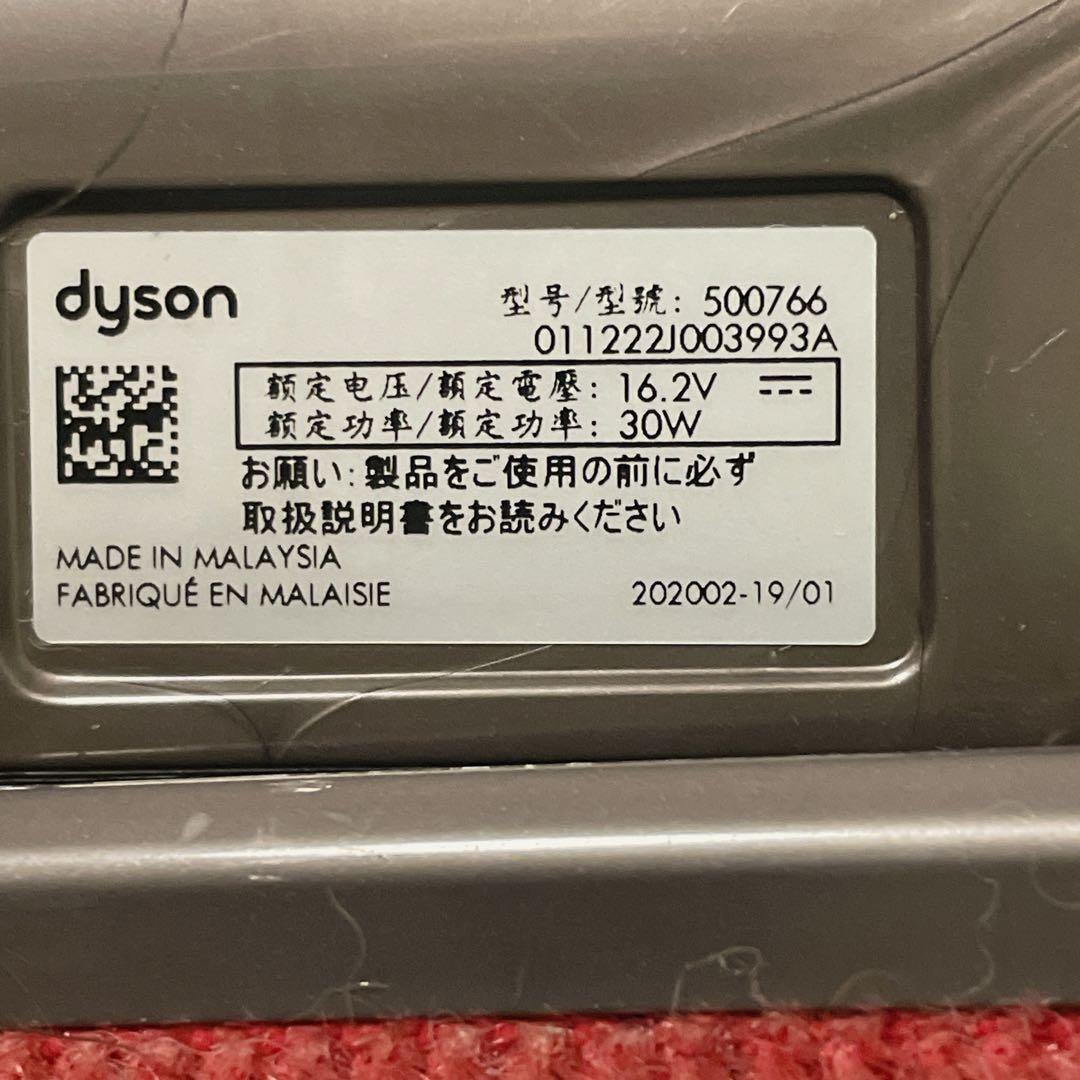 dyson
型号/型號: 500766
011222J003993A
额定电压/額定電壓: 16.2V
额定功率/額定功率: 30W
お願い: 製品をご使用の前に必ず
取扱説明書をお読みください
MADE IN MALAYSIA
FABRIQUÉ EN MALAISIE
202002-19/01